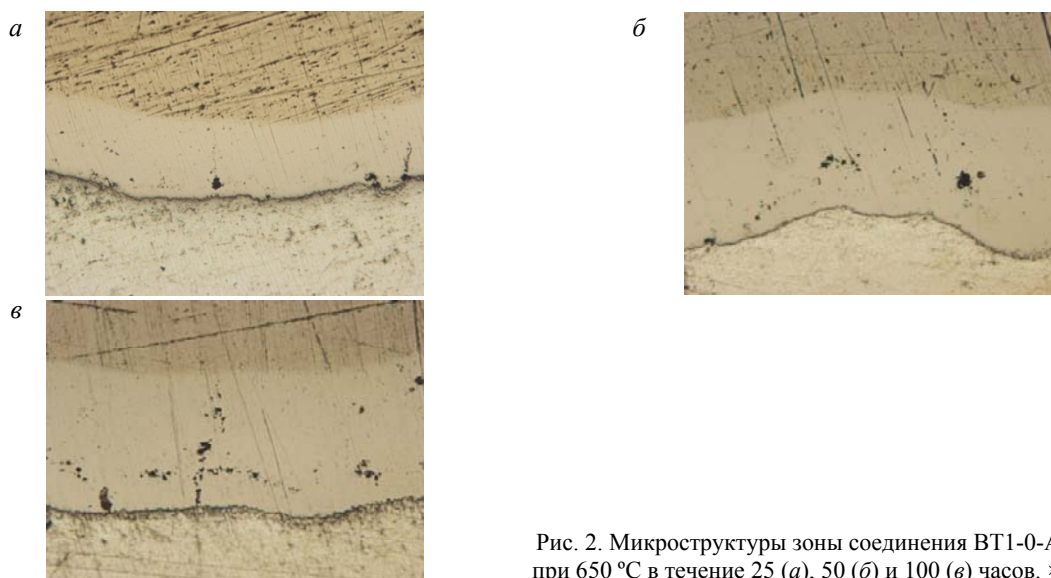 а
б
в
Рис. 2. Микроструктуры зоны соединения ВТ1-0-А
при 650 ºС в течение 25 (а), 50 (б) и 100 (в) часов,